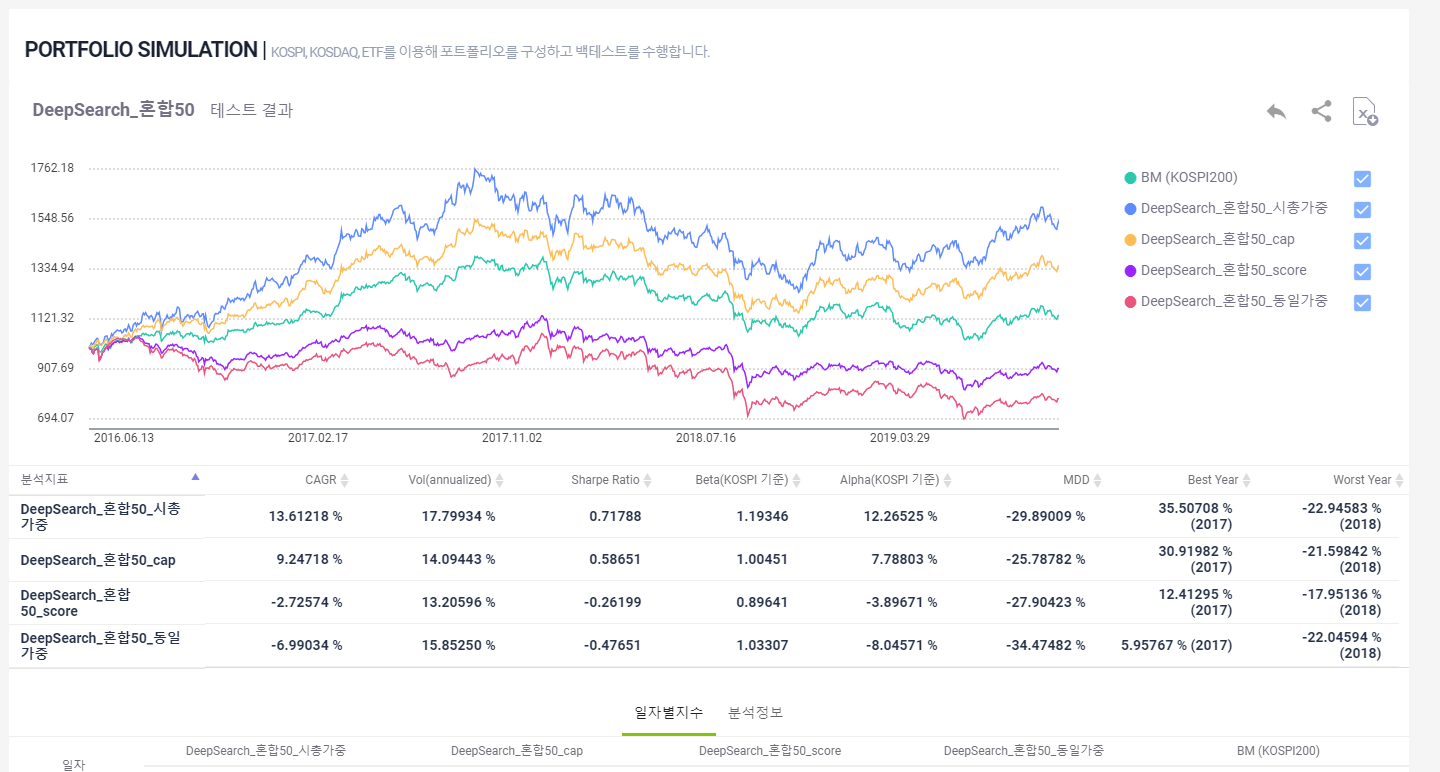 PORTFOLIO SIMULATION | KOSPI, KOSDAQ, ETF를 이용해 포트폴리오를 구성하고 백테스트를 수행합니다.
DeepSearch_혼합50 테스트 결과
1762.18
1548.56
1334.94
1121.32
907.69
694.07
2016.06.13 2017.02.17 2017.11.02 2018.07.16 2019.03.29
BM (KOSPI200)
DeepSearch_혼합50_시총가중
DeepSearch_혼합50_cap
DeepSearch_혼합50_score
DeepSearch_혼합50_동일가중
분석지표 CAGR Vol(annualized) Sharpe Ratio Beta(KOSPI 기준) Alpha(KOSPI 기준) MDD Best Year Worst Year
DeepSearch_혼합50_시총
가중 13.61218 % 17.79934 % 0.71788 1.19346 12.26525 % -29.89009 % 35.50708 %
(2017) -22.94583 %
(2018)
DeepSearch_혼합50_cap 9.24718 % 14.09443 % 0.58651 1.00451 7.78803 % -25.78782 % 30.91982 %
(2017) -21.59842 %
(2018)
DeepSearch_혼합
50_score -2.72574 % 13.20596 % -0.26199 0.89641 -3.89671 % -27.90423 % 12.41295 %
(2017) -17.95136 %
(2018)
DeepSearch_혼합50_동일
가중 -6.99034 % 15.85250 % -0.47651 1.03307 -8.04571 % -34.47482 % 5.95767 % (2017) -22.04594 %
(2018)
일자별지수 분석정보
일자 DeepSearch_혼합50_시총가중 DeepSearch_혼합50_cap DeepSearch_혼합50_score DeepSearch_혼합50_동일가중 BM (KOSPI200)